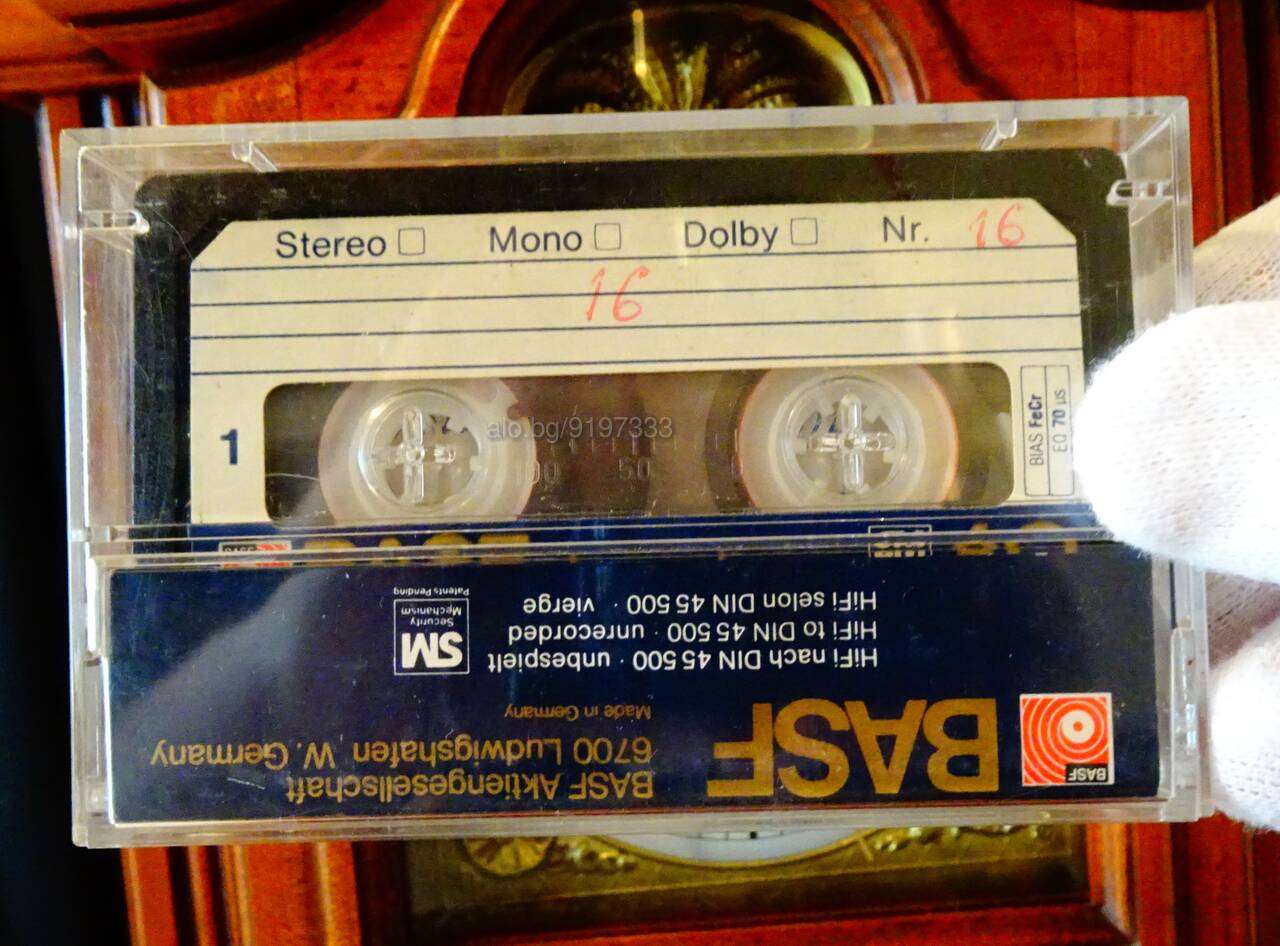 Stereo Mono Dolby Nr. 16
16
1
BIAS FeCr
EQ 70 µs
alo.bg/9197333
50
BASF
BASF
BASF Aktiengesellschaft
6700 Ludwigshafen W. Germany
Made in Germany
HiFi nach DIN 45 500 · unbespielt
HiFi to DIN 45 500 · unrecorded
HiFi selon DIN 45 500 · vierge
SM
Security
Mechanism
Patents Pending